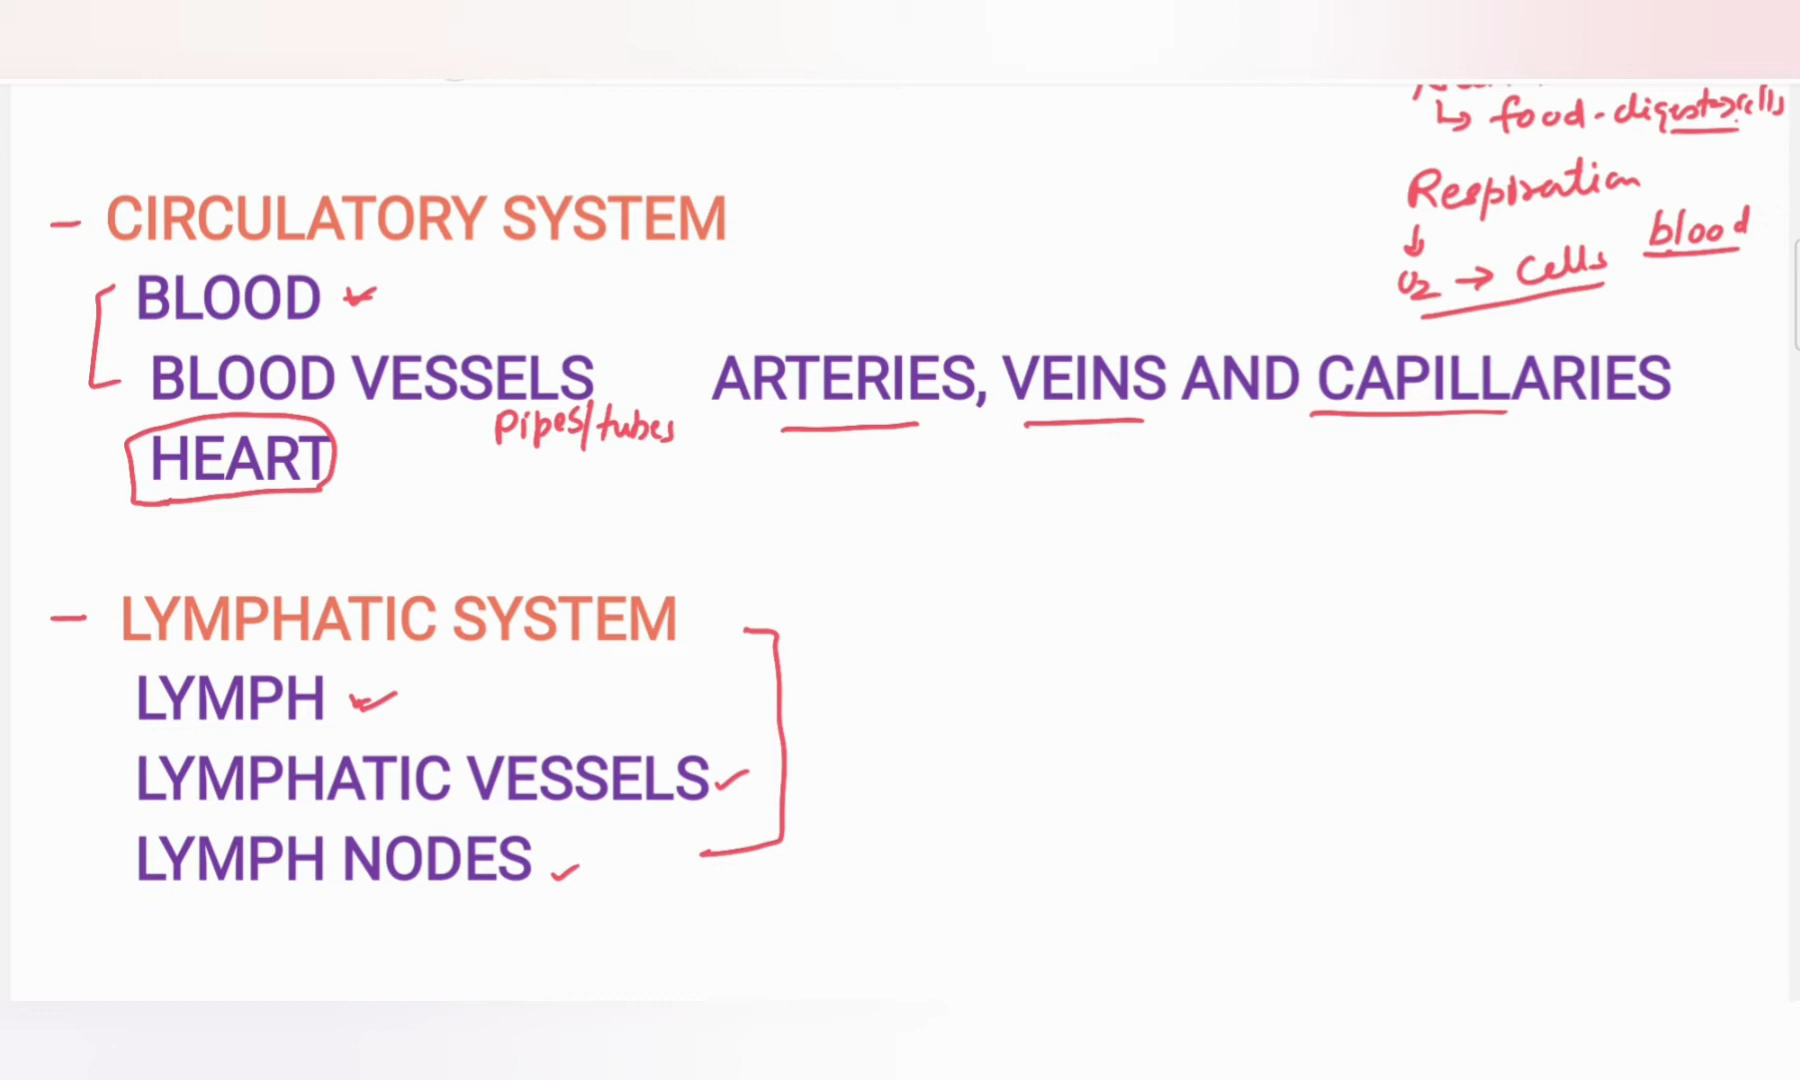 ↳ food - digests→cells
Respiration
↓
O2 → Cells blood
- CIRCULATORY SYSTEM
BLOOD ✓
BLOOD VESSELS ARTERIES, VEINS AND CAPILLARIES
Pipes/tubes
HEART
- LYMPHATIC SYSTEM
LYMPH ✓
LYMPHATIC VESSELS ✓
LYMPH NODES ✓